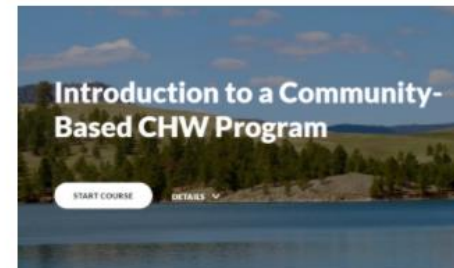 Introduction to a Community-
Based CHW Program
START COURSE
DETAILS